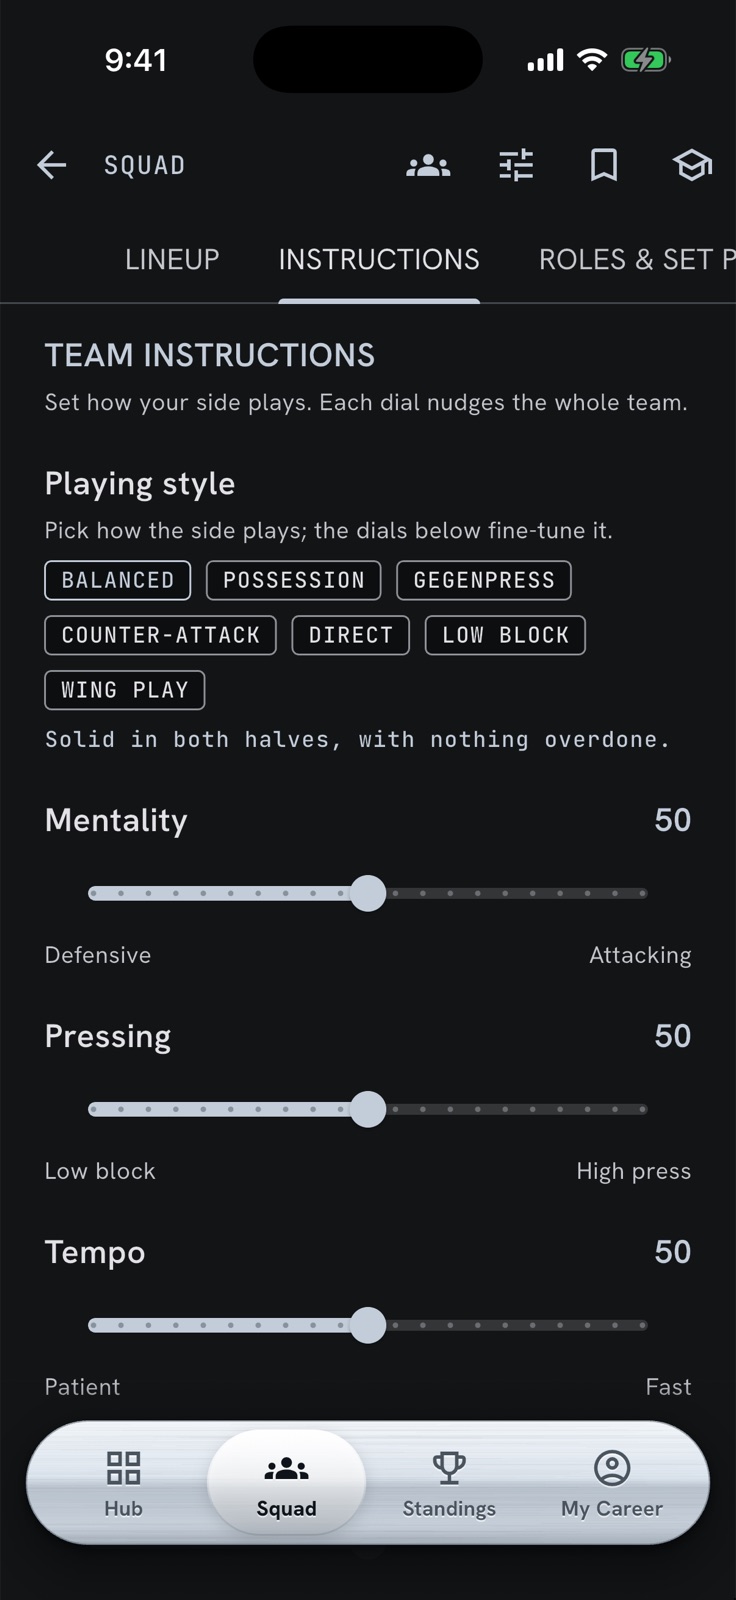 9:41
SQUAD
LINEUP INSTRUCTIONS ROLES & SET P
TEAM INSTRUCTIONS
Set how your side plays. Each dial nudges the whole team.
Playing style
Pick how the side plays; the dials below fine-tune it.
BALANCED POSSESSION GEGENPRESS
COUNTER-ATTACK DIRECT LOW BLOCK
WING PLAY
Solid in both halves, with nothing overdone.
Mentality 50
Defensive Attacking
Pressing 50
Low block High press
Tempo 50
Patient Fast
Hub Squad Standings My Career